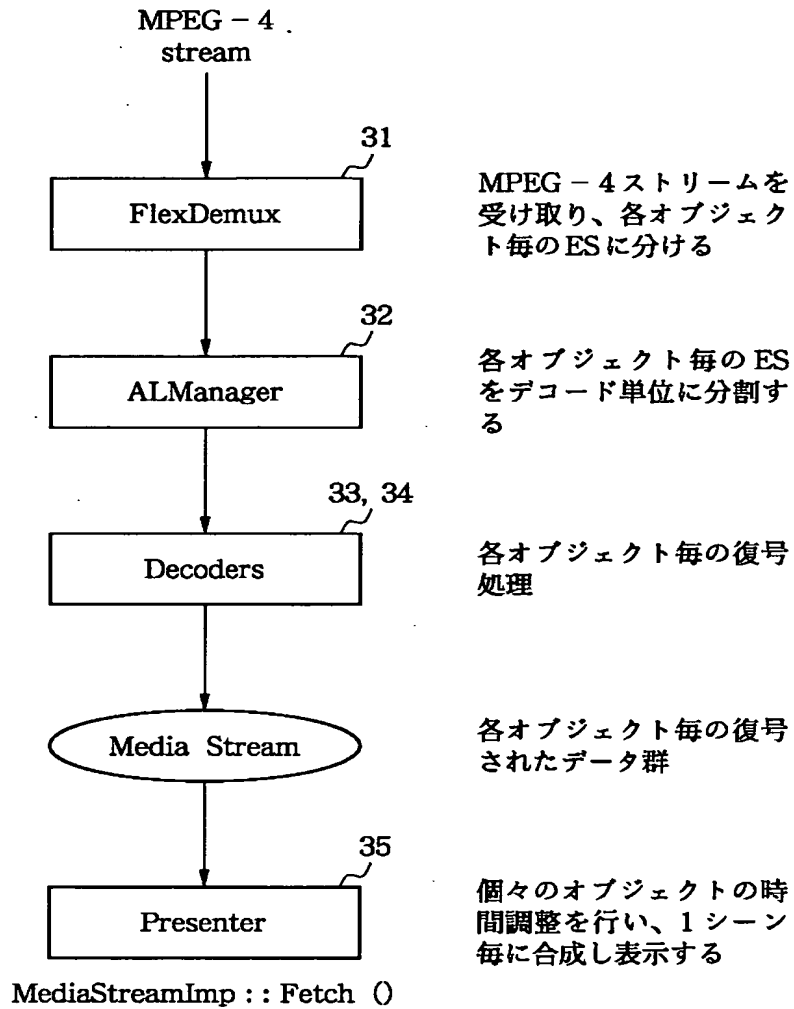 MPEG－4
stream
31
FlexDemux
MPEG－4ストリームを
受け取り、各オブジェク
ト毎のESに分ける
32
ALManager
各オブジェクト毎のES
をデコード単位に分割す
る
33, 34
Decoders
各オブジェクト毎の復号
処理
Media Stream
各オブジェクト毎の復号
されたデータ群
35
Presenter
個々のオブジェクトの時
間調整を行い、1シーン
毎に合成し表示する
MediaStreamImp : : Fetch ()